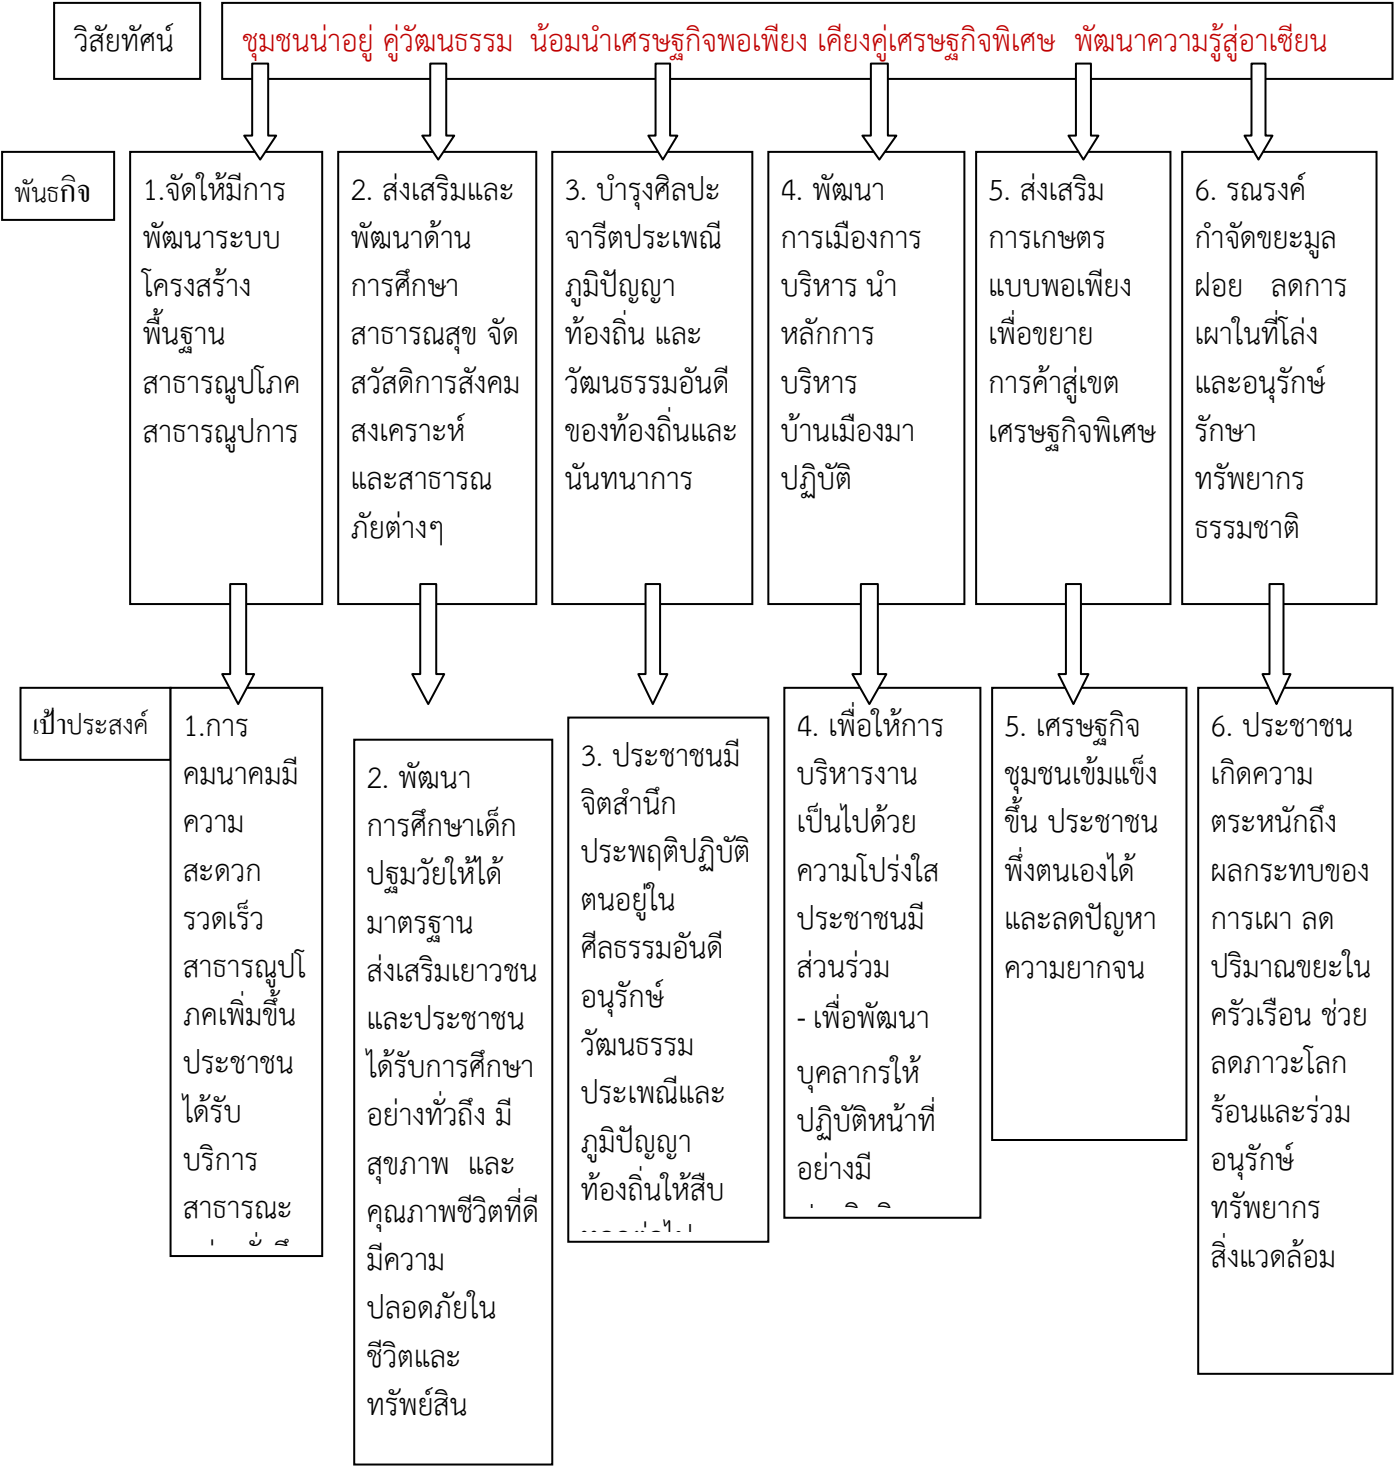 วิสัยทัศน์
ชุมชนน่าอยู่ คู่วัฒนธรรม น้อมนำเศรษฐกิจพอเพียง เคียงคู่เศรษฐกิจพิเศษ พัฒนาความรู้สู่อาเซียน
พันธกิจ
1.จัดให้มีการ
พัฒนาระบบ
โครงสร้าง
พื้นฐาน
สาธารณูปโภค
สาธารณูปการ
2. ส่งเสริมและ
พัฒนาด้าน
การศึกษา
สาธารณสุข จัด
สวัสดิการสังคม
สงเคราะห์
และสาธารณ
ภัยต่างๆ
3. บำรุงศิลปะ
จารีตประเพณี
ภูมิปัญญา
ท้องถิ่น และ
วัฒนธรรมอันดี
ของท้องถิ่นและ
นันทนาการ
4. พัฒนา
การเมืองการ
บริหาร นำ
หลักการ
บริหาร
บ้านเมืองมา
ปฏิบัติ
5. ส่งเสริม
การเกษตร
แบบพอเพียง
เพื่อขยาย
การค้าสู่เขต
เศรษฐกิจพิเศษ
6. รณรงค์
กำจัดขยะมูล
ฝอย ลดการ
เผาในที่โล่ง
และอนุรักษ์
รักษา
ทรัพยากร
ธรรมชาติ
เป้าประสงค์
1.การ
คมนาคมมี
ความ
สะดวก
รวดเร็ว
สาธารณูปโ
ภคเพิ่มขึ้น
ประชาชน
ได้รับ
บริการ
สาธารณะ
2. พัฒนา
การศึกษาเด็ก
ปฐมวัยให้ได้
มาตรฐาน
ส่งเสริมเยาวชน
และประชาชน
ได้รับการศึกษา
อย่างทั่วถึง มี
สุขภาพ และ
คุณภาพชีวิตที่ดี
มีความ
ปลอดภัยใน
ชีวิตและ
ทรัพย์สิน
3. ประชาชนมี
จิตสำนึก
ประพฤติปฏิบัติ
ตนอยู่ใน
ศีลธรรมอันดี
อนุรักษ์
วัฒนธรรม
ประเพณีและ
ภูมิปัญญา
ท้องถิ่นให้สืบ
4. เพื่อให้การ
บริหารงาน
เป็นไปด้วย
ความโปร่งใส
ประชาชนมี
ส่วนร่วม
- เพื่อพัฒนา
บุคลากรให้
ปฏิบัติหน้าที่
อย่างมี
5. เศรษฐกิจ
ชุมชนเข้มแข็ง
ขึ้น ประชาชน
พึ่งตนเองได้
และลดปัญหา
ความยากจน
6. ประชาชน
เกิดความ
ตระหนักถึง
ผลกระทบของ
การเผา ลด
ปริมาณขยะใน
ครัวเรือน ช่วย
ลดภาวะโลก
ร้อนและร่วม
อนุรักษ์
ทรัพยากร
สิ่งแวดล้อม